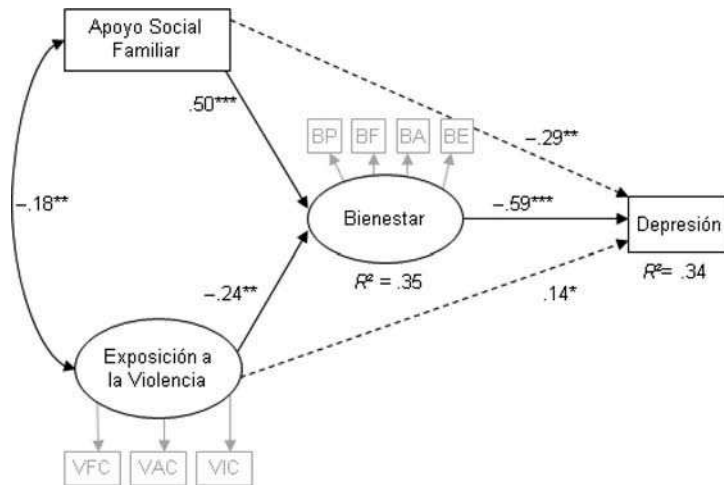 Apoyo Social
Familiar
.50***
BP BF BA BE
–.29**
–.18**
Bienestar
–.59***
Depresión
R² = .35
R²= .34
–.24**
.14*
Exposición a
la Violencia
VFC VAC VIC